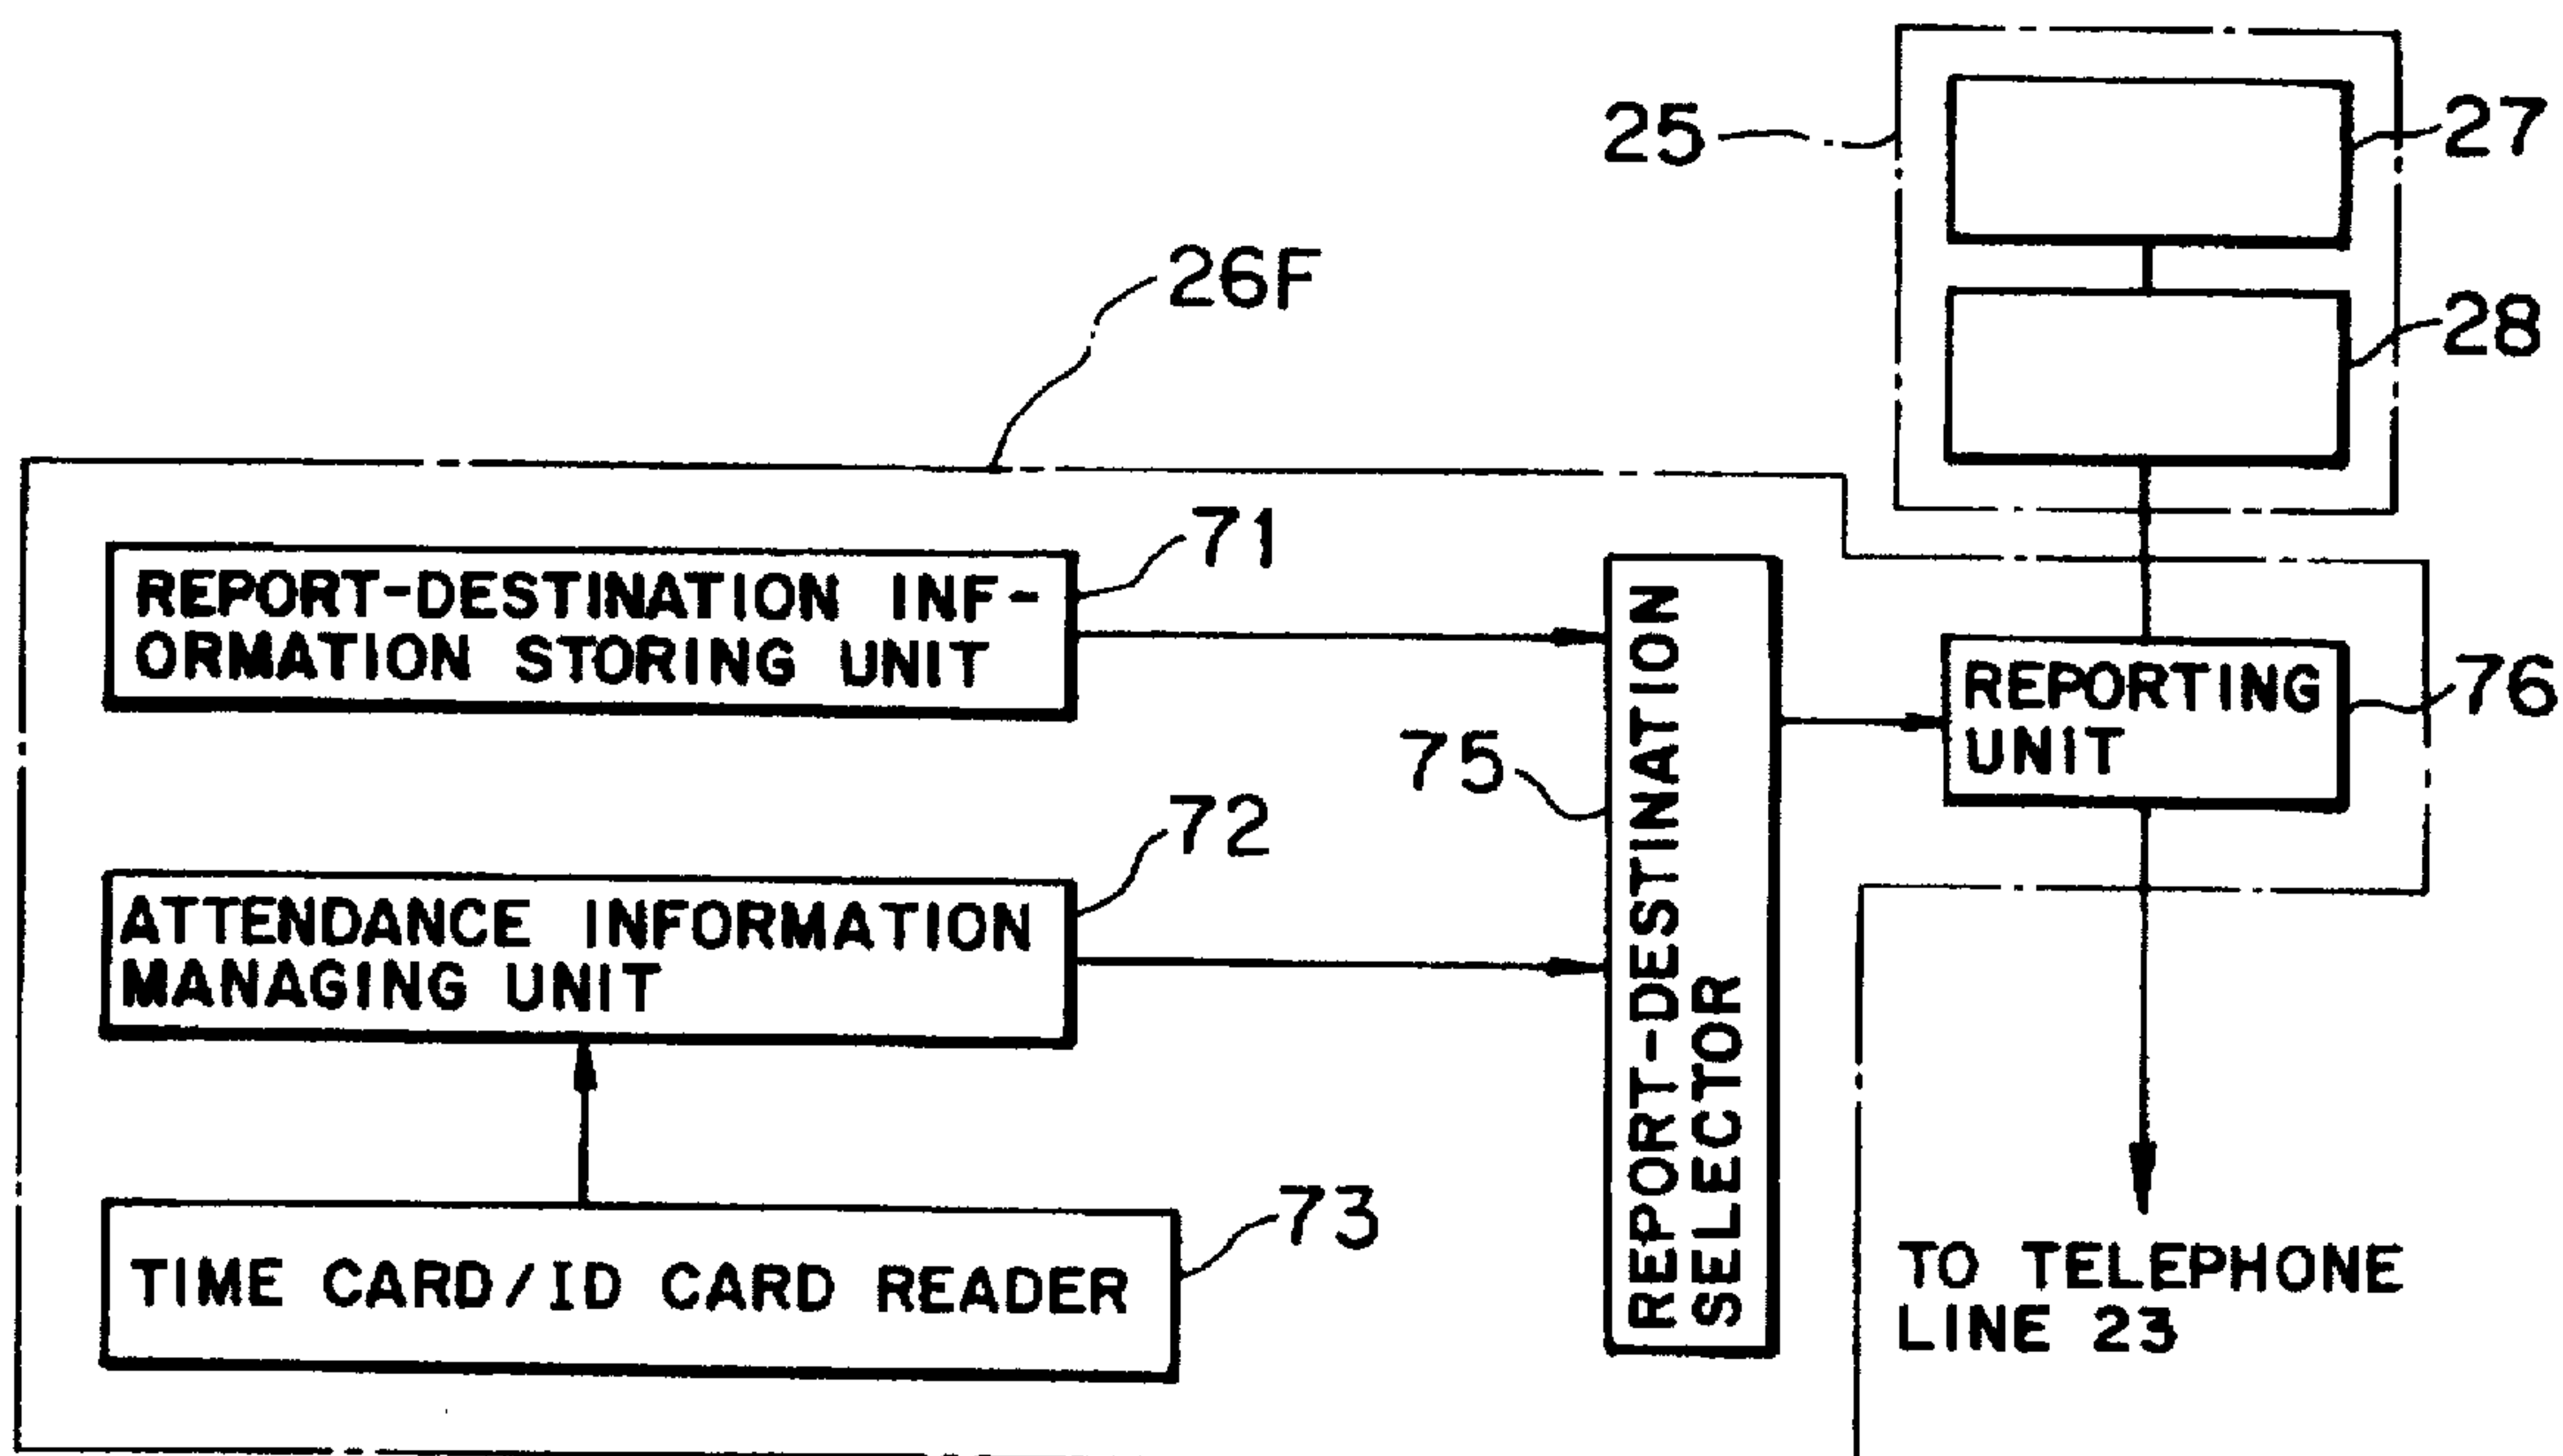 25
27
28
26F
71
REPORT-DESTINATION INF-
ORMATION STORING UNIT
72
ATTENDANCE INFORMATION
MANAGING UNIT
73
TIME CARD/ID CARD READER
75
REPORT-DESTINATION
SELECTOR
REPORTING
UNIT
76
TO TELEPHONE
LINE 23